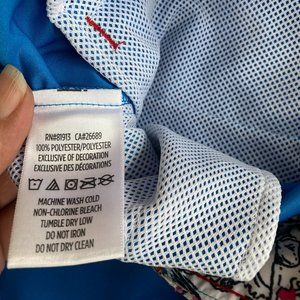 RN#81913 CA#26689
100% POLYESTER/POLYESTER
EXCLUSIVE OF DECORATION
EXCLUSIVE DES DÉCORATIONS
MACHINE WASH COLD
NON-CHLORINE BLEACH
TUMBLE DRY LOW
DO NOT IRON
DO NOT DRY CLEAN